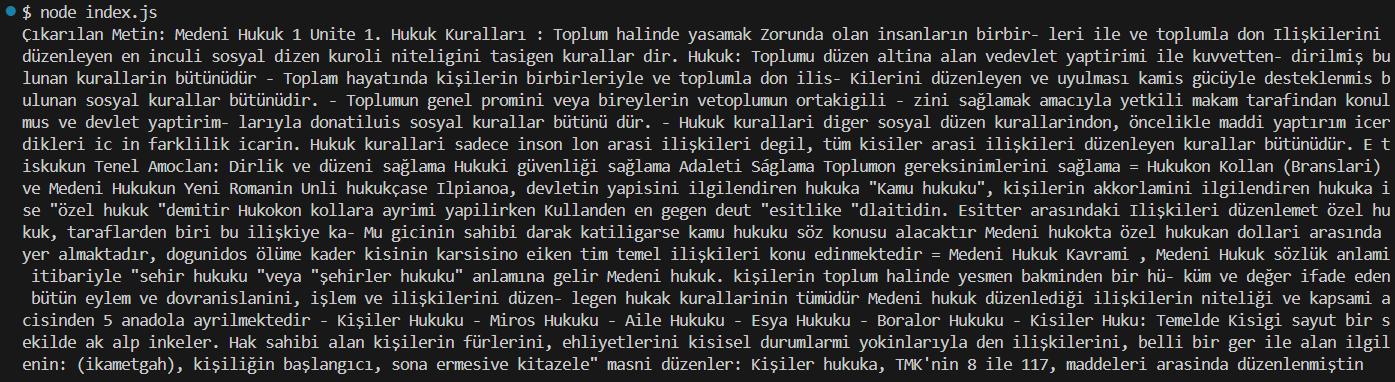 $ node index.js
Çıkarılan Metin: Medeni Hukuk 1 Unite 1. Hukuk Kuralları : Toplum halinde yasamak Zorunda olan insanların birbir- leri ile ve toplumla don Ilişkilerini
düzenleyen en inculi sosyal dizen kuroli niteligini tasigen kurallar dir. Hukuk: Toplumu düzen altina alan vedevlet yaptirimi ile kuvvetten- dirilmiş bu
lunan kurallarin bütünüdür - Toplam hayatında kişilerin birbirleriyle ve toplumla don ilis- Kilerini düzenleyen ve uyulması kamis gücüyle desteklenmis b
ulunan sosyal kurallar bütünüdir. - Toplumun genel promini veya bireylerin vetoplumun ortakigili - zini sağlamak amacıyla yetkili makam tarafindan konul
mus ve devlet yaptirim- larıyla donatiluis sosyal kurallar bütünü dür. - Hukuk kurallari diger sosyal düzen kurallarindon, öncelikle maddi yaptırım icer
dikleri ic in farklilik icarin. Hukuk kurallari sadece inson lon arasi ilişkileri degil, tüm kisiler arasi ilişkileri düzenleyen kurallar bütünüdür. E t
iskukun Tenel Amoclan: Dirlik ve düzeni sağlama Hukuki güvenliği sağlama Adaleti Ságlama Toplumon gereksinimlerini sağlama = Hukukon Kollan (Branslari)
ve Medeni Hukukun Yeni Romanin Unli hukukçase Ilpianoa, devletin yapisini ilgilendiren hukuka "Kamu hukuku", kişilerin akkorlamini ilgilendiren hukuka i
se "özel hukuk "demitir Hukokon kollara ayrimi yapilirken Kullanden en gegen deut "esitlike "dlaitidin. Esitter arasındaki Ilişkileri düzenlemet özel hu
kuk, taraflarden biri bu ilişkiye ka- Mu gicinin sahibi darak katiligarse kamu hukuku söz konusu alacaktır Medeni hukokta özel hukukan dollari arasında
yer almaktadır, dogunidos ölüme kader kisinin karsisino eiken tim temel ilişkileri konu edinmektedir = Medeni Hukuk Kavrami , Medeni Hukuk sözlük anlami
itibariyle "sehir hukuku "veya "şehirler hukuku" anlamına gelir Medeni hukuk. kişilerin toplum halinde yesmen bakminden bir hü- küm ve değer ifade eden
bütün eylem ve dovranislanini, işlem ve ilişkilerini düzen- legen hukak kurallarinin tümüdür Medeni hukuk düzenlediği ilişkilerin niteliği ve kapsami a
cisinden 5 anadola ayrilmektedir - Kişiler Hukuku - Miros Hukuku - Aile Hukuku - Esya Hukuku - Boralor Hukuku - Kisiler Huku: Temelde Kisigi sayut bir s
ekilde ak alp inkeler. Hak sahibi alan kişilerin fürlerini, ehliyetlerini kisisel durumlarmi yokinlarıyla den ilişkilerini, belli bir ger ile alan ilgil
enin: (ikametgah), kişiliğin başlangıcı, sona ermesive kitazele" masni düzenler: Kişiler hukuka, TMK'nin 8 ile 117, maddeleri arasinda düzenlenmiştin